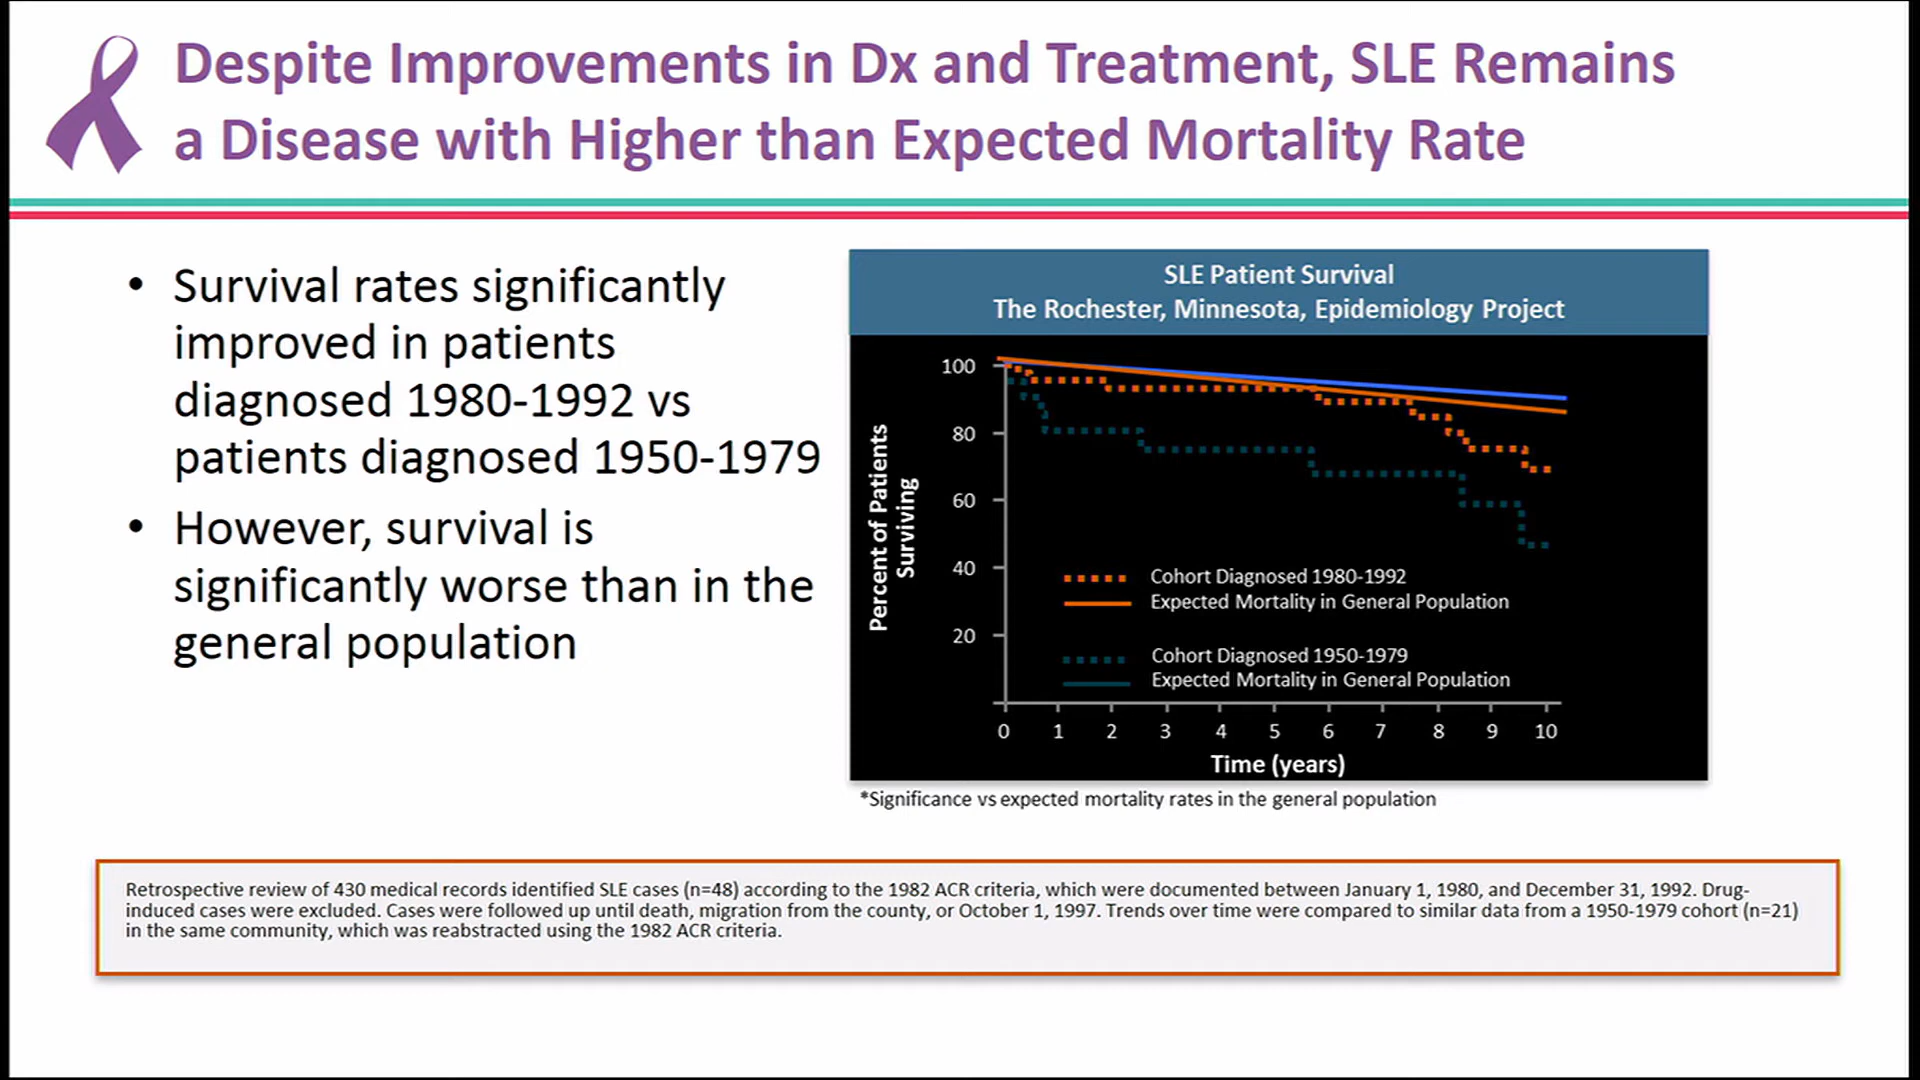 Despite Improvements in Dx and Treatment, SLE Remains
a Disease with Higher than Expected Mortality Rate
• Survival rates significantly
improved in patients
diagnosed 1980-1992 vs
patients diagnosed 1950-1979
• However, survival is
significantly worse than in the
general population
SLE Patient Survival
The Rochester, Minnesota, Epidemiology Project
Percent of Patients
Surviving
100
80
60
40
20
Cohort Diagnosed 1980-1992
Expected Mortality in General Population
Cohort Diagnosed 1950-1979
Expected Mortality in General Population
0 1 2 3 4 5 6 7 8 9 10
Time (years)
*Significance vs expected mortality rates in the general population
Retrospective review of 430 medical records identified SLE cases (n=48) according to the 1982 ACR criteria, which were documented between January 1, 1980, and December 31, 1992. Drug-
induced cases were excluded. Cases were followed up until death, migration from the county, or October 1, 1997. Trends over time were compared to similar data from a 1950-1979 cohort (n=21)
in the same community, which was reabstracted using the 1982 ACR criteria.